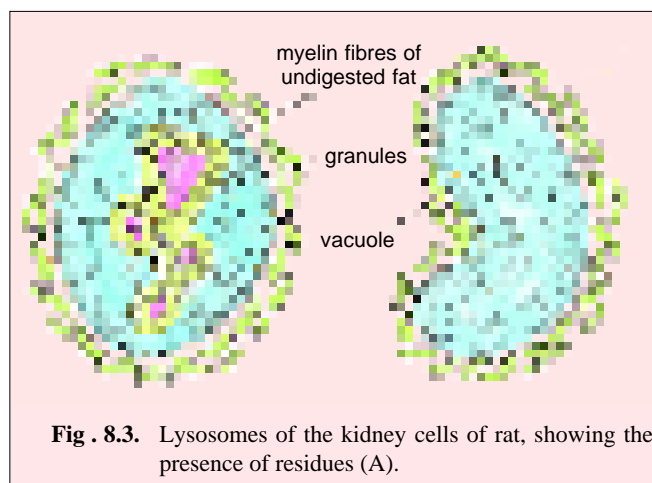 myelin fibres of
undigested fat
granules
vacuole
Fig . 8.3. Lysosomes of the kidney cells of rat, showing the
presence of residues (A).